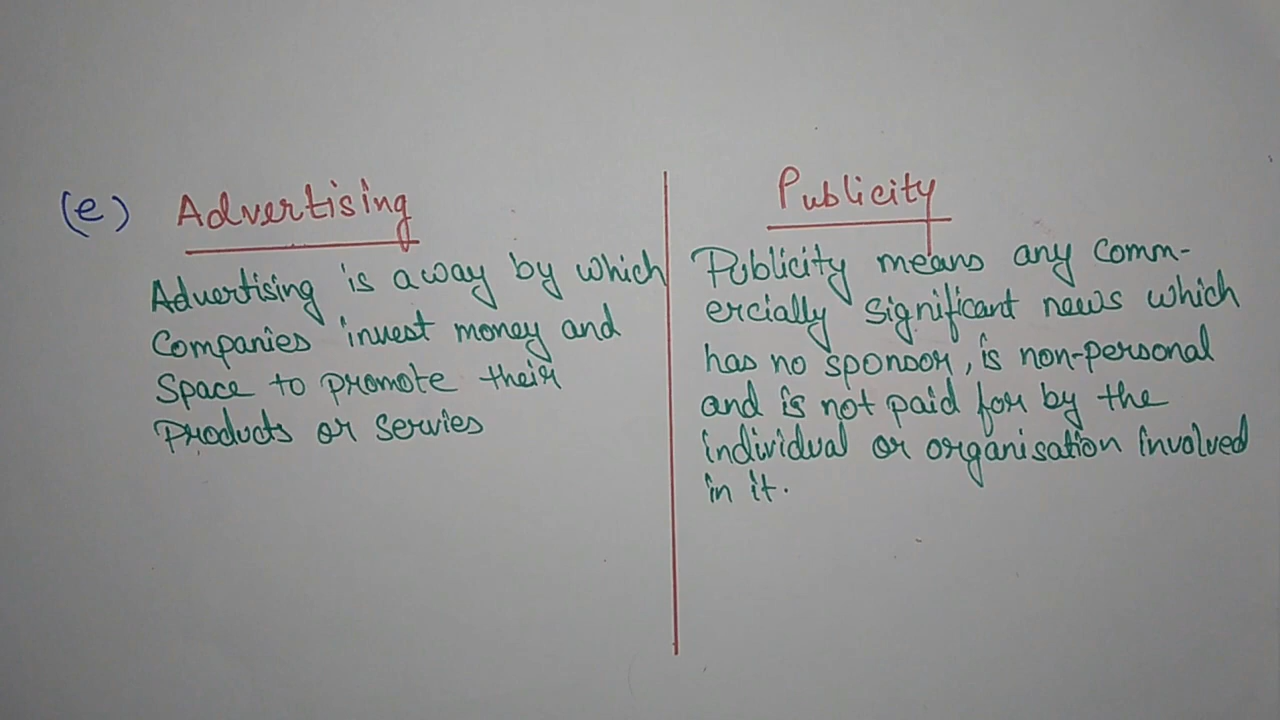 (e) Advertising
Advertising is a way by which
Companies invest money and
Space to promote their
Products or servies
Publicity
Publicity means any comm-
ercially significant news which
has no sponsor, is non-personal
and is not paid for by the
individual or organisation involved
in it.